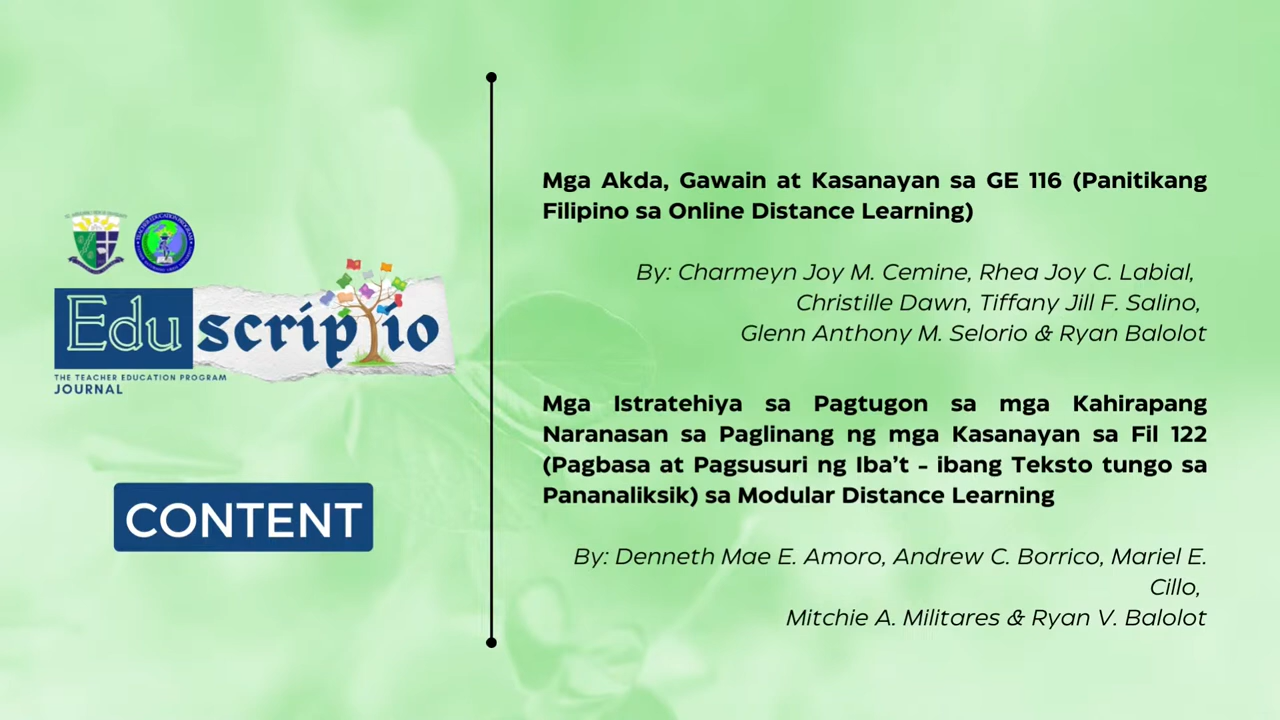 Eduscriptio
THE TEACHER EDUCATION PROGRAM
JOURNAL
CONTENT
Mga Akda, Gawain at Kasanayan sa GE 116 (Panitikang
Filipino sa Online Distance Learning)
By: Charmeyn Joy M. Cemine, Rhea Joy C. Labial,
Christille Dawn, Tiffany Jill F. Salino,
Glenn Anthony M. Selorio & Ryan Balolot
Mga Istratehiya sa Pagtugon sa mga Kahirapang
Naranasan sa Paglinang ng mga Kasanayan sa Fil 122
(Pagbasa at Pagsusuri ng Iba’t - ibang Teksto tungo sa
Pananaliksik) sa Modular Distance Learning
By: Denneth Mae E. Amoro, Andrew C. Borrico, Mariel E.
Cillo,
Mitchie A. Militares & Ryan V. Balolot